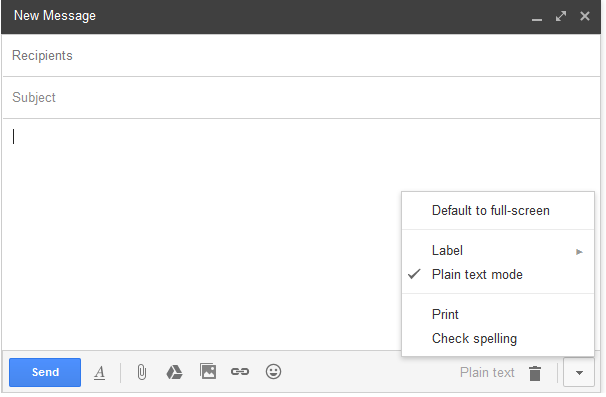 New Message
Recipients
Subject
Default to full-screen
Label
Plain text mode
Print
Check spelling
Send A Plain text